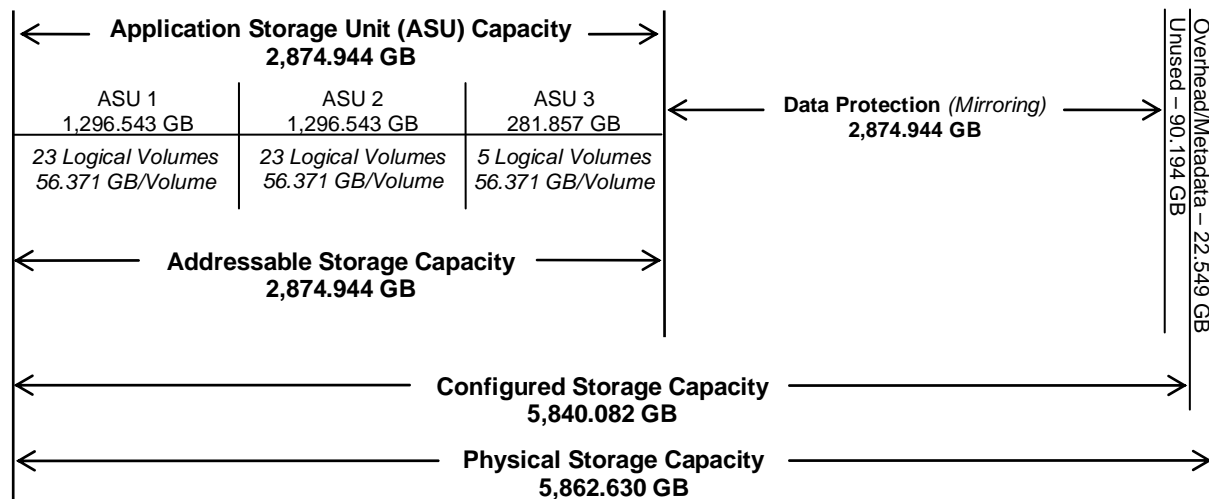 Application Storage Unit (ASU) Capacity
2,874.944 GB
ASU 1
1,296.543 GB
23 Logical Volumes
56.371 GB/Volume
ASU 2
1,296.543 GB
23 Logical Volumes
56.371 GB/Volume
ASU 3
281.857 GB
5 Logical Volumes
56.371 GB/Volume
Data Protection (Mirroring)
2,874.944 GB
Overhead/Metadata – 22.549 GB
Unused – 90.194 GB
Addressable Storage Capacity
2,874.944 GB
Configured Storage Capacity
5,840.082 GB
Physical Storage Capacity
5,862.630 GB